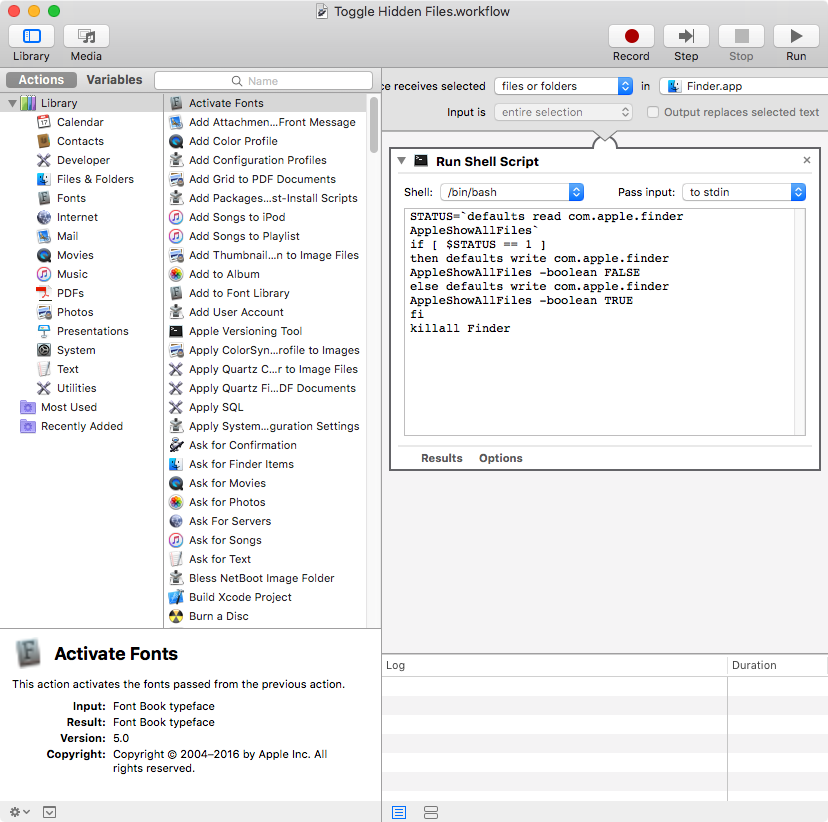 Toggle Hidden Files.workflow
Library
Media
Record
Step
Stop
Run
Actions
Variables
Name
ce receives selected
files or folders
in
Finder.app
Input is
entire selection
Output replaces selected text
Library
Calendar
Contacts
Developer
Files & Folders
Fonts
Internet
Mail
Movies
Music
PDFs
Photos
Presentations
System
Text
Utilities
Most Used
Recently Added
Activate Fonts
Add Attachmen...Front Message
Add Color Profile
Add Configuration Profiles
Add Grid to PDF Documents
Add Packages...st-Install Scripts
Add Songs to iPod
Add Songs to Playlist
Add Thumbnail...n to Image Files
Add to Album
Add to Font Library
Add User Account
Apple Versioning Tool
Apply ColorSyn...rofile to Images
Apply Quartz C...r to Image Files
Apply Quartz Fi...DF Documents
Apply SQL
Apply System...guration Settings
Ask for Confirmation
Ask for Finder Items
Ask for Movies
Ask for Photos
Ask For Servers
Ask for Songs
Ask for Text
Bless NetBoot Image Folder
Build Xcode Project
Burn a Disc
Run Shell Script
Shell:
/bin/bash
Pass input:
to stdin
STATUS=`defaults read com.apple.finder
AppleShowAllFiles`
if [ $STATUS == 1 ]
then defaults write com.apple.finder
AppleShowAllFiles -boolean FALSE
else defaults write com.apple.finder
AppleShowAllFiles -boolean TRUE
fi
killall Finder
Results
Options
Activate Fonts
This action activates the fonts passed from the previous action.
Input: Font Book typeface
Result: Font Book typeface
Version: 5.0
Copyright: Copyright © 2004–2016 by Apple Inc. All
rights reserved.
Log
Duration